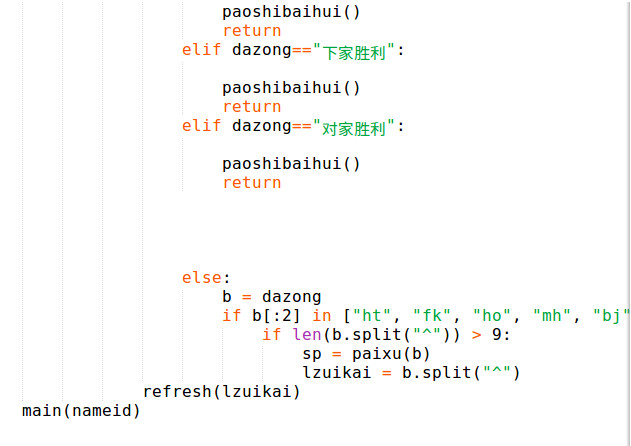 paoshibaihui()
return
elif dazong=="下家胜利":
paoshibaihui()
return
elif dazong=="对家胜利":
paoshibaihui()
return
else:
b = dazong
if b[:2] in ["ht", "fk", "ho", "mh", "bj"
if len(b.split("^")) > 9:
sp = paixu(b)
lzuikai = b.split("^")
refresh(lzuikai)
main(nameid)